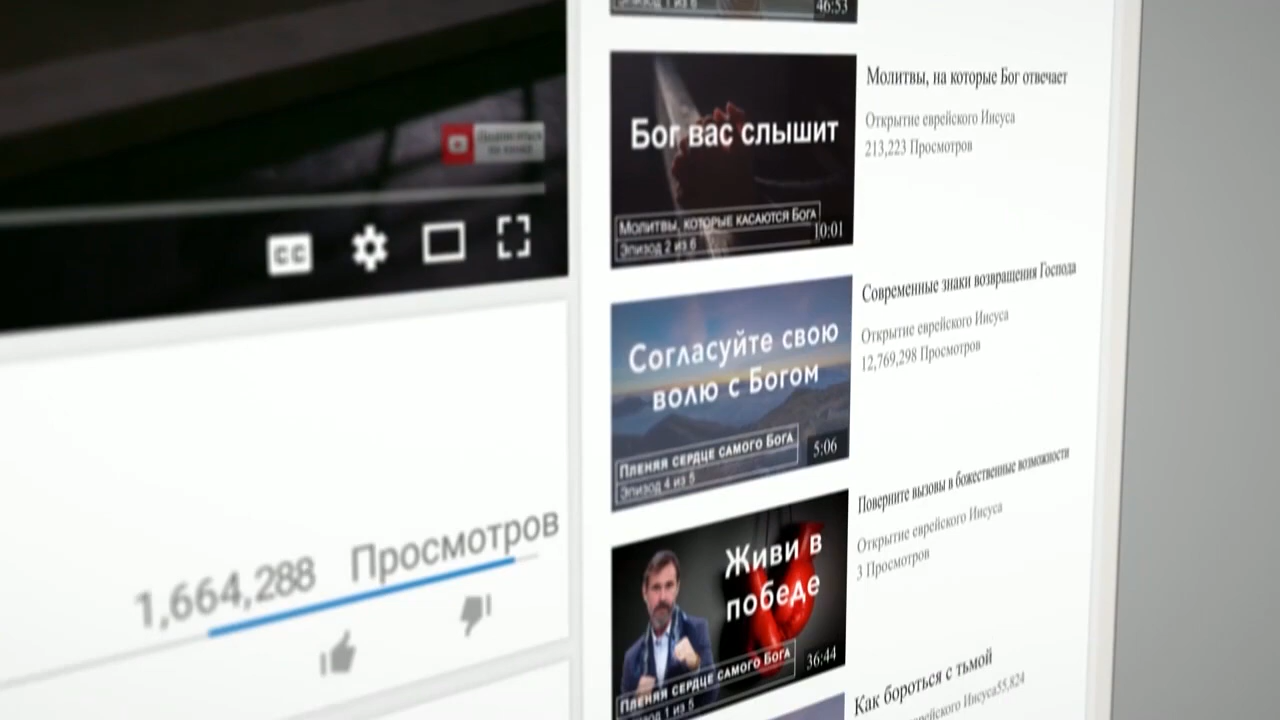 46:53
Бог вас слышит
Молитвы, которые касаются Бога
Эпизод 2 из 6
10:01
Молитвы, на которые Бог отвечает
Открытие еврейского Иисуса
213,223 Просмотров
Согласуйте свою
волю с Богом
Пленяя сердце самого Бога
Эпизод 4 из 5
5:06
Современные знаки возвращения Господа
Открытие еврейского Иисуса
12,769,298 Просмотров
Живи в
победе
Пленяя сердце самого Бога
Эпизод 1 из 5
36:44
Поверните вызовы в божественные возможности
Открытие еврейского Иисуса
3 Просмотров
Как бороться с тьмой
еврейского Иисуса55,824
CC
1,664,288 Просмотров